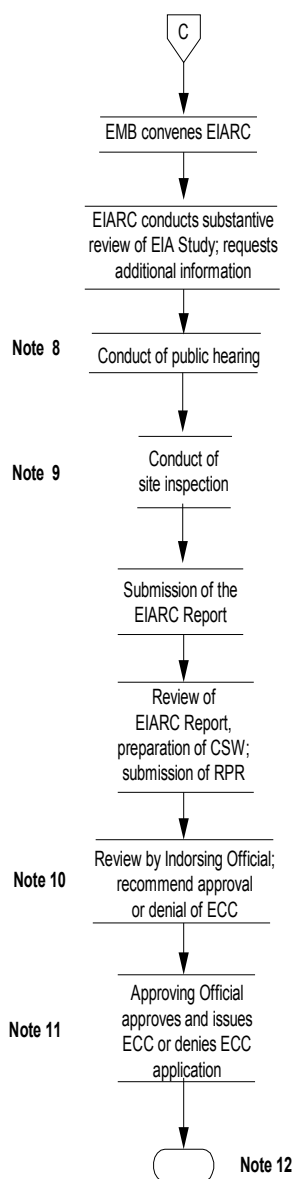 C
EMB convenes EIARC
EIARC conducts substantive
review of EIA Study; requests
additional information
Note 8
Conduct of public hearing
Note 9
Conduct of
site inspection
Submission of the
EIARC Report
Review of
EIARC Report,
preparation of CSW;
submission of RPR
Note 10
Review by Indorsing Official;
recommend approval
or denial of ECC
Note 11
Approving Official
approves and issues
ECC or denies ECC
application
Note 12